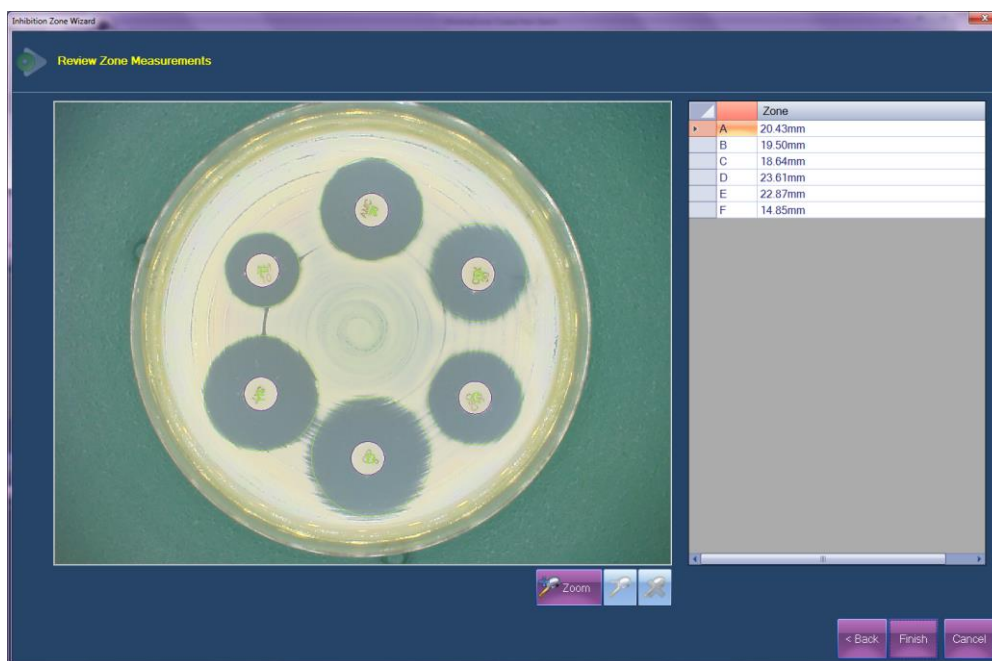 Inhibition Zone Wizard
Review Zone Measurements
Zone
A 20.43mm
B 19.50mm
C 18.64mm
D 23.61mm
E 22.87mm
F 14.85mm
Zoom
< Back Finish Cancel